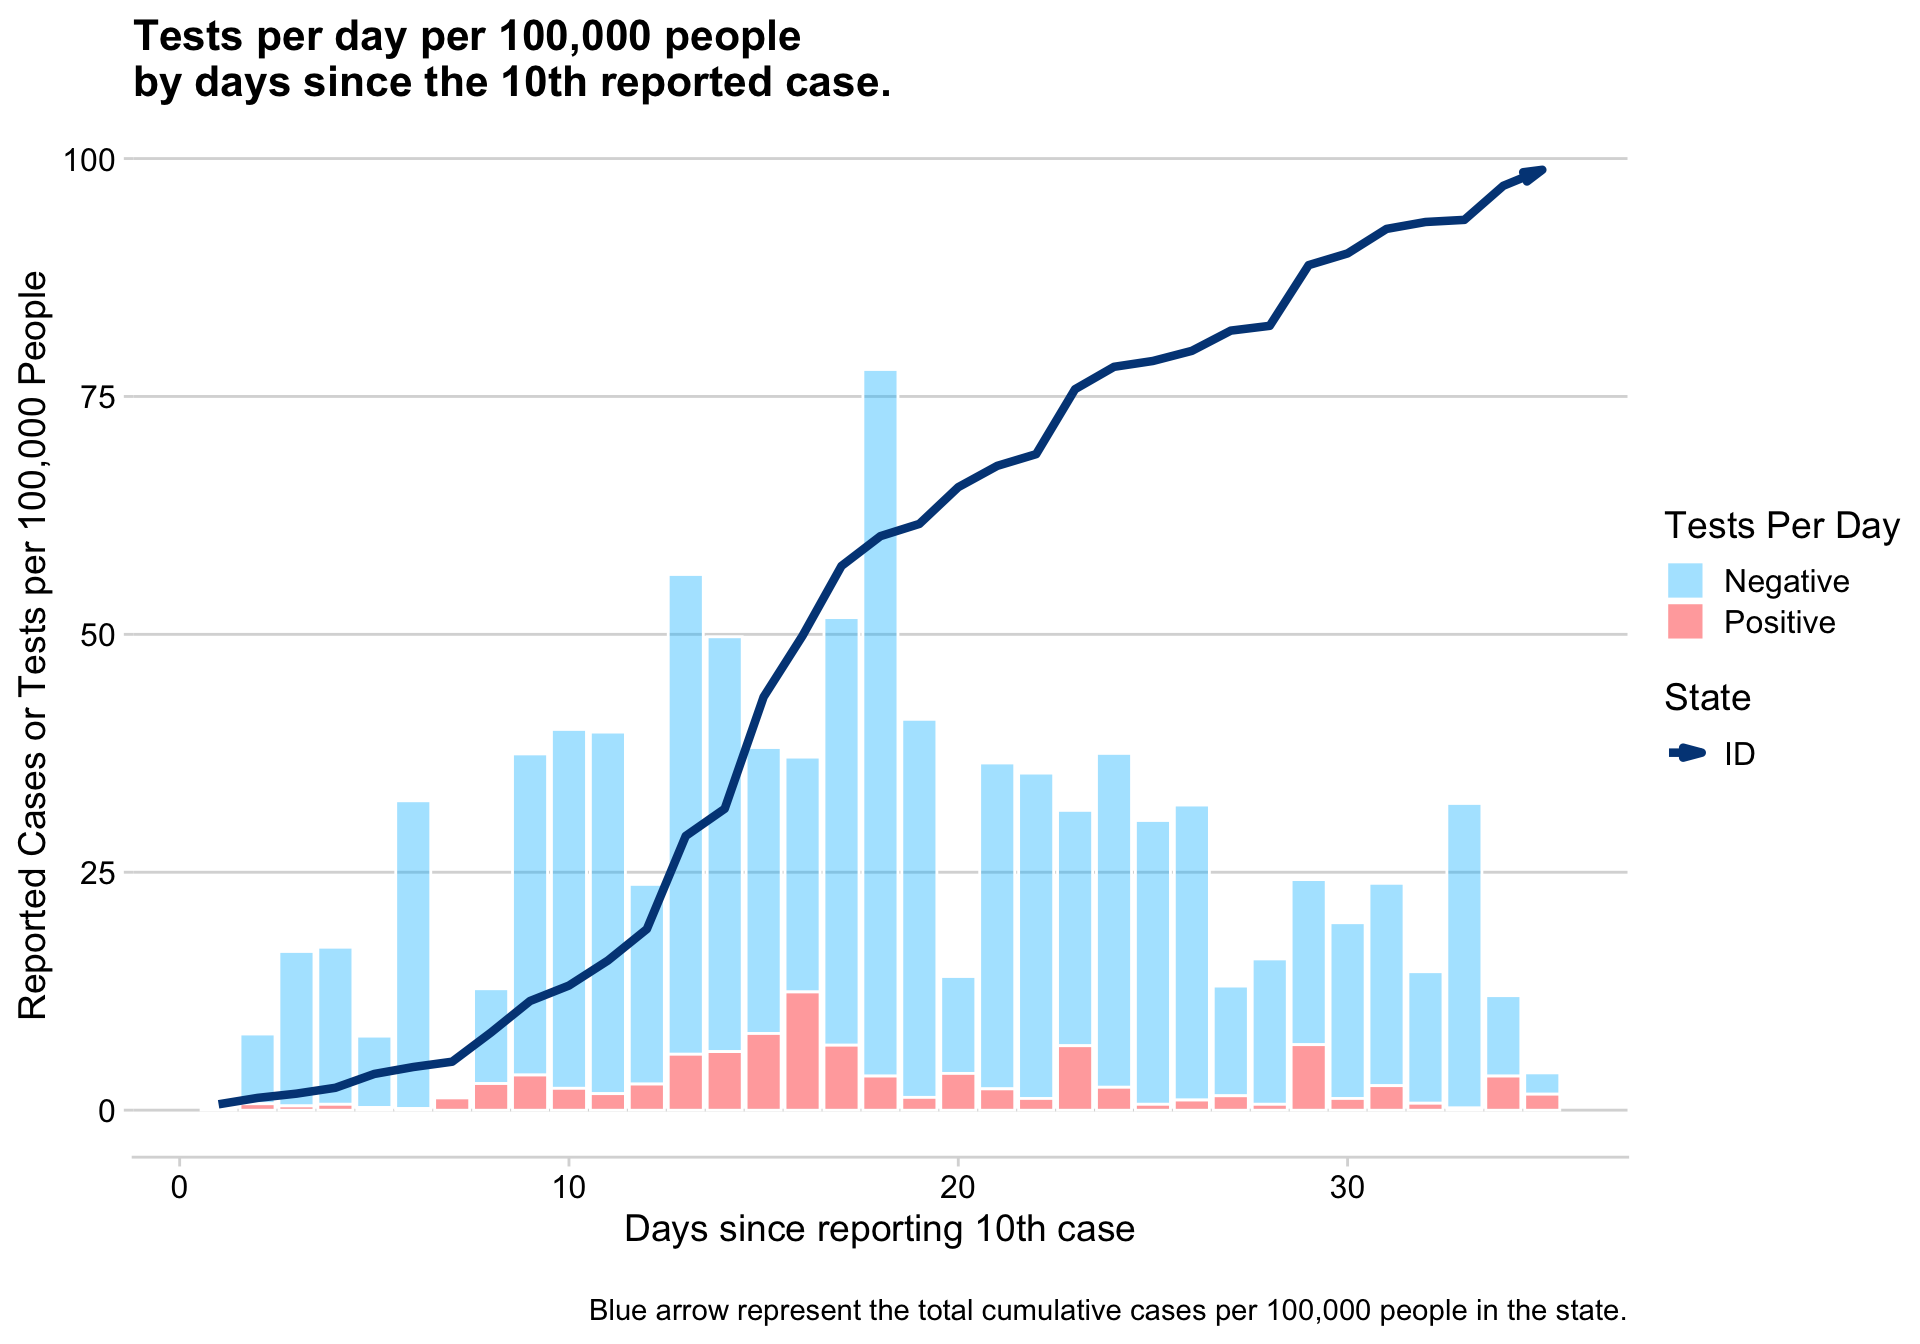 Tests per day per 100,000 people
by days since the 10th reported case.
Reported Cases or Tests per 100,000 People
100
75
50
25
0
0
10
20
30
Days since reporting 10th case
Tests Per Day
Negative
Positive
State
ID
Blue arrow represent the total cumulative cases per 100,000 people in the state.